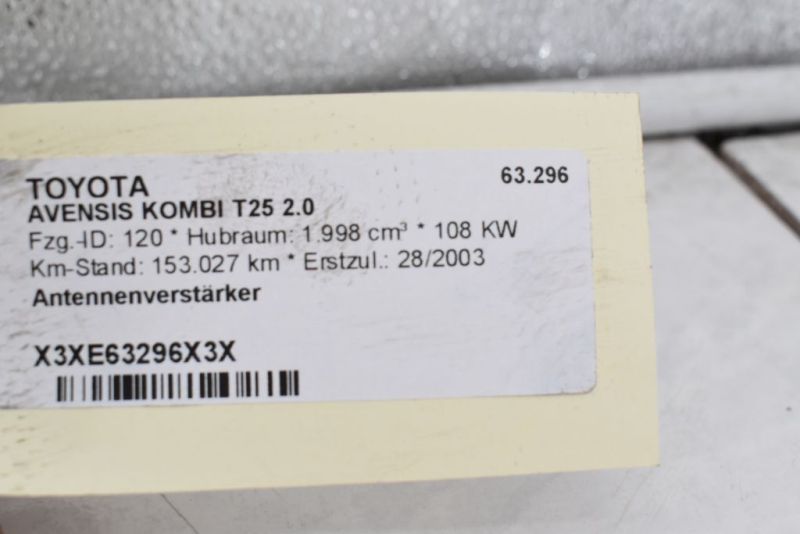 TOYOTA 63.296
AVENSIS KOMBI T25 2.0
Fzg.-ID: 120 * Hubraum: 1.998 cm³ * 108 KW
Km-Stand: 153.027 km * Erstzul.: 28/2003
Antennenverstärker
X3XE63296X3X